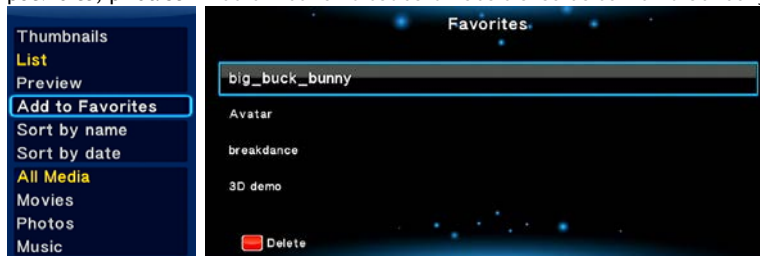 Thumbnails
List
Preview
Add to Favorites
Sort by name
Sort by date
All Media
Movies
Photos
Music
Favorites
big_buck_bunny
Avatar
breakdance
3D demo
Delete